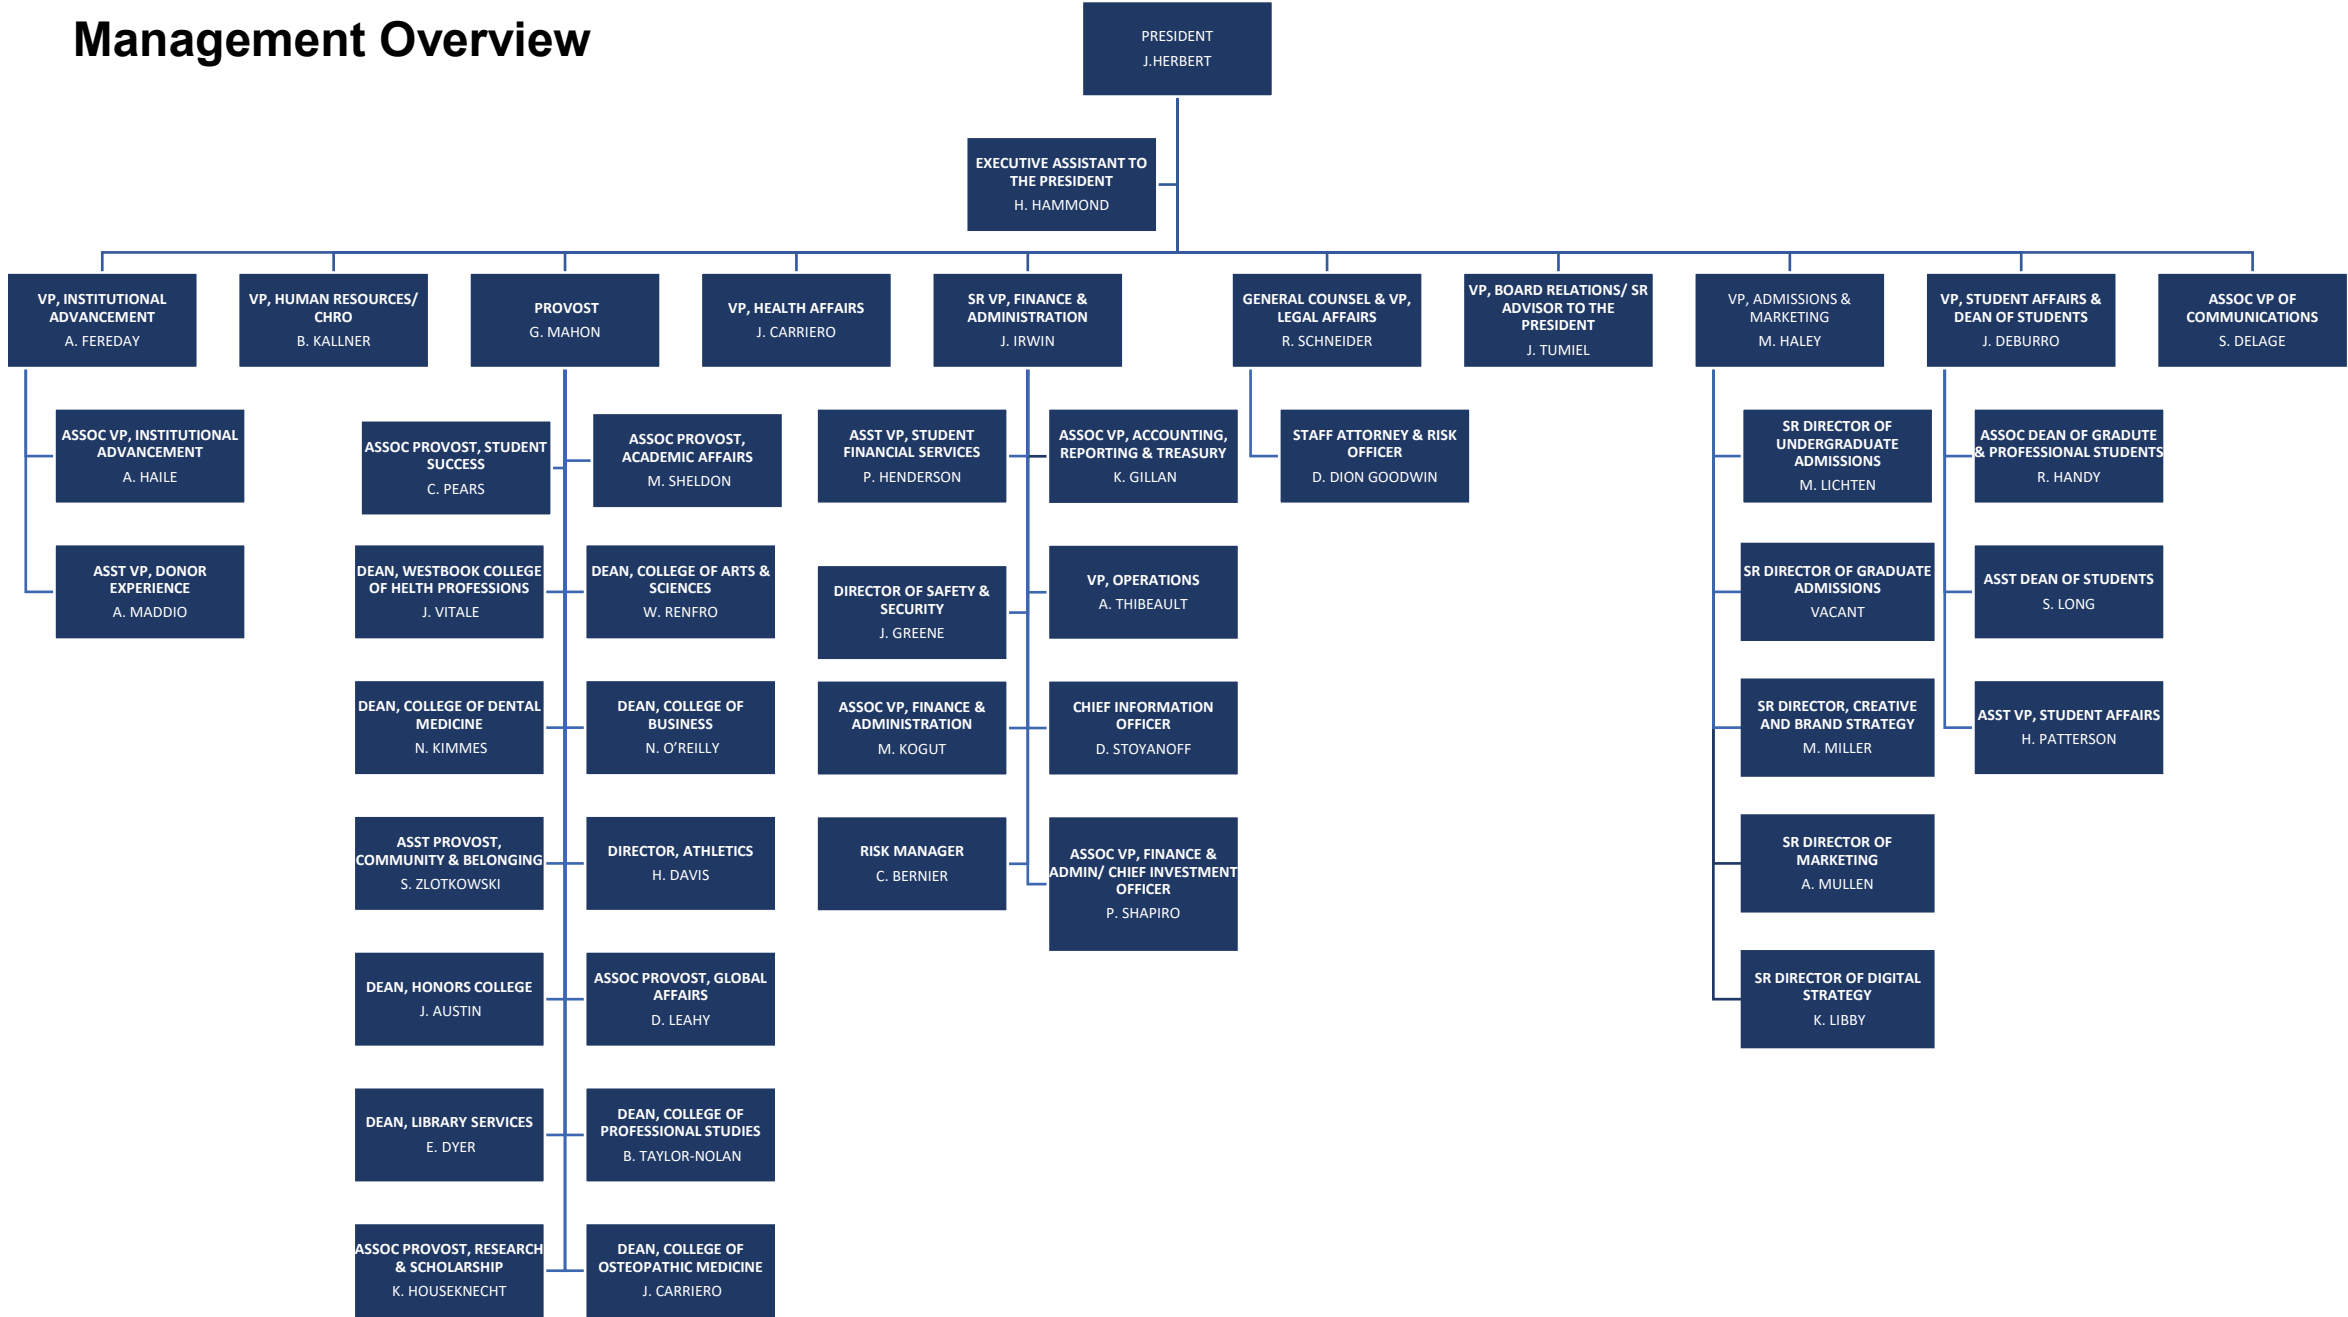 Management Overview
PRESIDENT
J.HERBERT
EXECUTIVE ASSISTANT TO
THE PRESIDENT
H. HAMMOND
VP, INSTITUTIONAL
ADVANCEMENT
A. FEREDAY
VP, HUMAN RESOURCES/
CHRO
B. KALLNER
PROVOST
G. MAHON
VP, HEALTH AFFAIRS
J. CARRIERO
SR VP, FINANCE &
ADMINISTRATION
J. IRWIN
GENERAL COUNSEL & VP,
LEGAL AFFAIRS
R. SCHNEIDER
VP, BOARD RELATIONS/ SR
ADVISOR TO THE
PRESIDENT
J. TUMIEL
VP, ADMISSIONS &
MARKETING
M. HALEY
VP, STUDENT AFFAIRS &
DEAN OF STUDENTS
J. DEBURRO
ASSOC VP OF
COMMUNICATIONS
S. DELAGE
ASSOC VP, INSTITUTIONAL
ADVANCEMENT
A. HAILE
ASST VP, DONOR
EXPERIENCE
A. MADDIO
ASSOC PROVOST, STUDENT
SUCCESS
C. PEARS
ASSOC PROVOST,
ACADEMIC AFFAIRS
M. SHELDON
DEAN, WESTBOOK COLLEGE
OF HELTH PROFESSIONS
J. VITALE
DEAN, COLLEGE OF ARTS &
SCIENCES
W. RENFRO
DEAN, COLLEGE OF DENTAL
MEDICINE
N. KIMMES
DEAN, COLLEGE OF
BUSINESS
N. O’REILLY
ASST PROVOST,
COMMUNITY & BELONGING
S. ZLOTKOWSKI
DIRECTOR, ATHLETICS
H. DAVIS
DEAN, HONORS COLLEGE
J. AUSTIN
ASSOC PROVOST, GLOBAL
AFFAIRS
D. LEAHY
DEAN, LIBRARY SERVICES
E. DYER
DEAN, COLLEGE OF
PROFESSIONAL STUDIES
B. TAYLOR-NOLAN
ASSOC PROVOST, RESEARCH
& SCHOLARSHIP
K. HOUSEKNECHT
DEAN, COLLEGE OF
OSTEOPATHIC MEDICINE
J. CARRIERO
ASST VP, STUDENT
FINANCIAL SERVICES
P. HENDERSON
ASSOC VP, ACCOUNTING,
REPORTING & TREASURY
K. GILLAN
DIRECTOR OF SAFETY &
SECURITY
J. GREENE
VP, OPERATIONS
A. THIBEAULT
ASSOC VP, FINANCE &
ADMINISTRATION
M. KOGUT
CHIEF INFORMATION
OFFICER
D. STOYANOFF
RISK MANAGER
C. BERNIER
ASSOC VP, FINANCE &
ADMIN/ CHIEF INVESTMENT
OFFICER
P. SHAPIRO
STAFF ATTORNEY & RISK
OFFICER
D. DION GOODWIN
SR DIRECTOR OF
UNDERGRADUATE
ADMISSIONS
M. LICHTEN
SR DIRECTOR OF GRADUATE
ADMISSIONS
VACANT
SR DIRECTOR, CREATIVE
AND BRAND STRATEGY
M. MILLER
SR DIRECTOR OF
MARKETING
A. MULLEN
SR DIRECTOR OF DIGITAL
STRATEGY
K. LIBBY
ASSOC DEAN OF GRADUTE
& PROFESSIONAL STUDENTS
R. HANDY
ASST DEAN OF STUDENTS
S. LONG
ASST VP, STUDENT AFFAIRS
H. PATTERSON